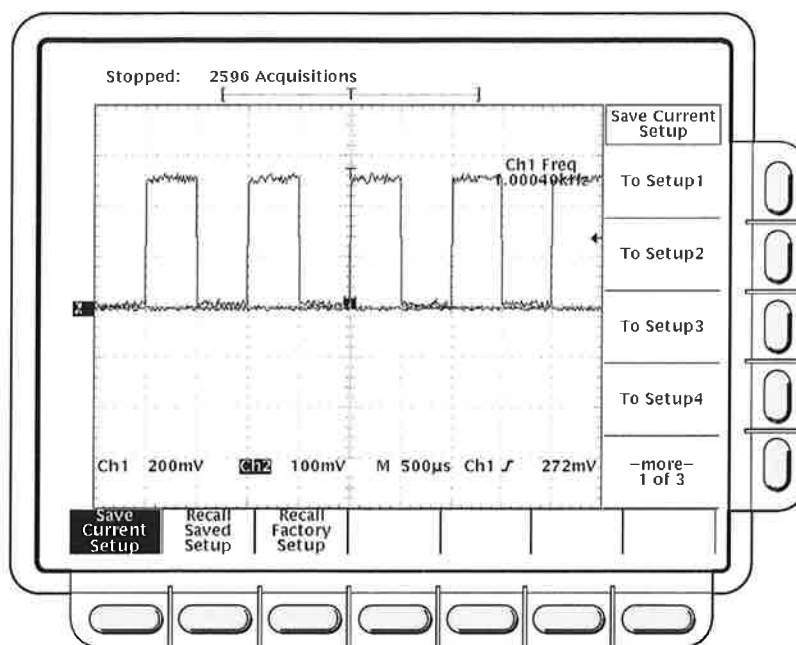 Stopped: 2596 Acquisitions
Save Current
Setup
Ch1 Freq
1.00040kHz
To Setup1
To Setup2
2
To Setup3
To Setup4
Ch1 200mV Ch2 100mV M 500µs Ch1 272mV
–more–
1 of 3
Save
Current
Setup
Recall
Saved
Setup
Recall
Factory
Setup